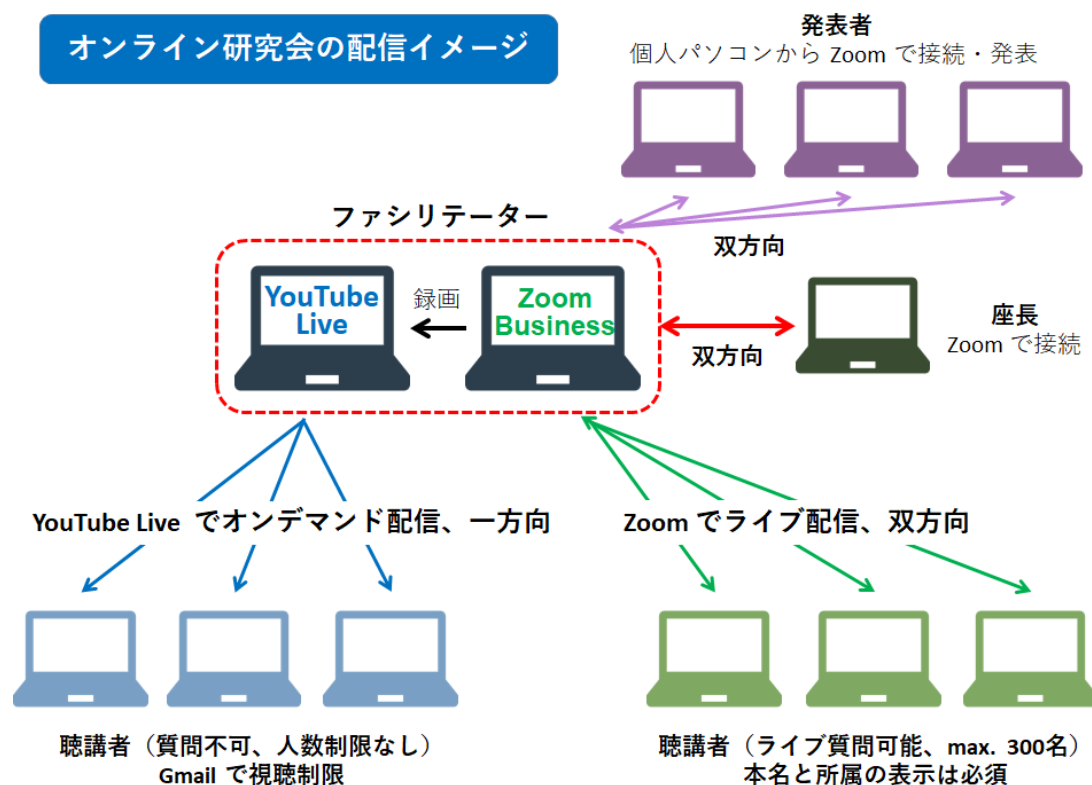 オンライン研究会の配信イメージ
発表者
個人パソコンから Zoom で接続・発表
双方向
ファシリテーター
YouTube
Live
録画
Zoom
Business
双方向
座長
Zoom で接続
YouTube Live でオンデマンド配信、一方向
Zoom でライブ配信、双方向
聴講者（質問不可、人数制限なし）
Gmail で視聴制限
聴講者（ライブ質問可能、max. 300名）
本名と所属の表示は必須